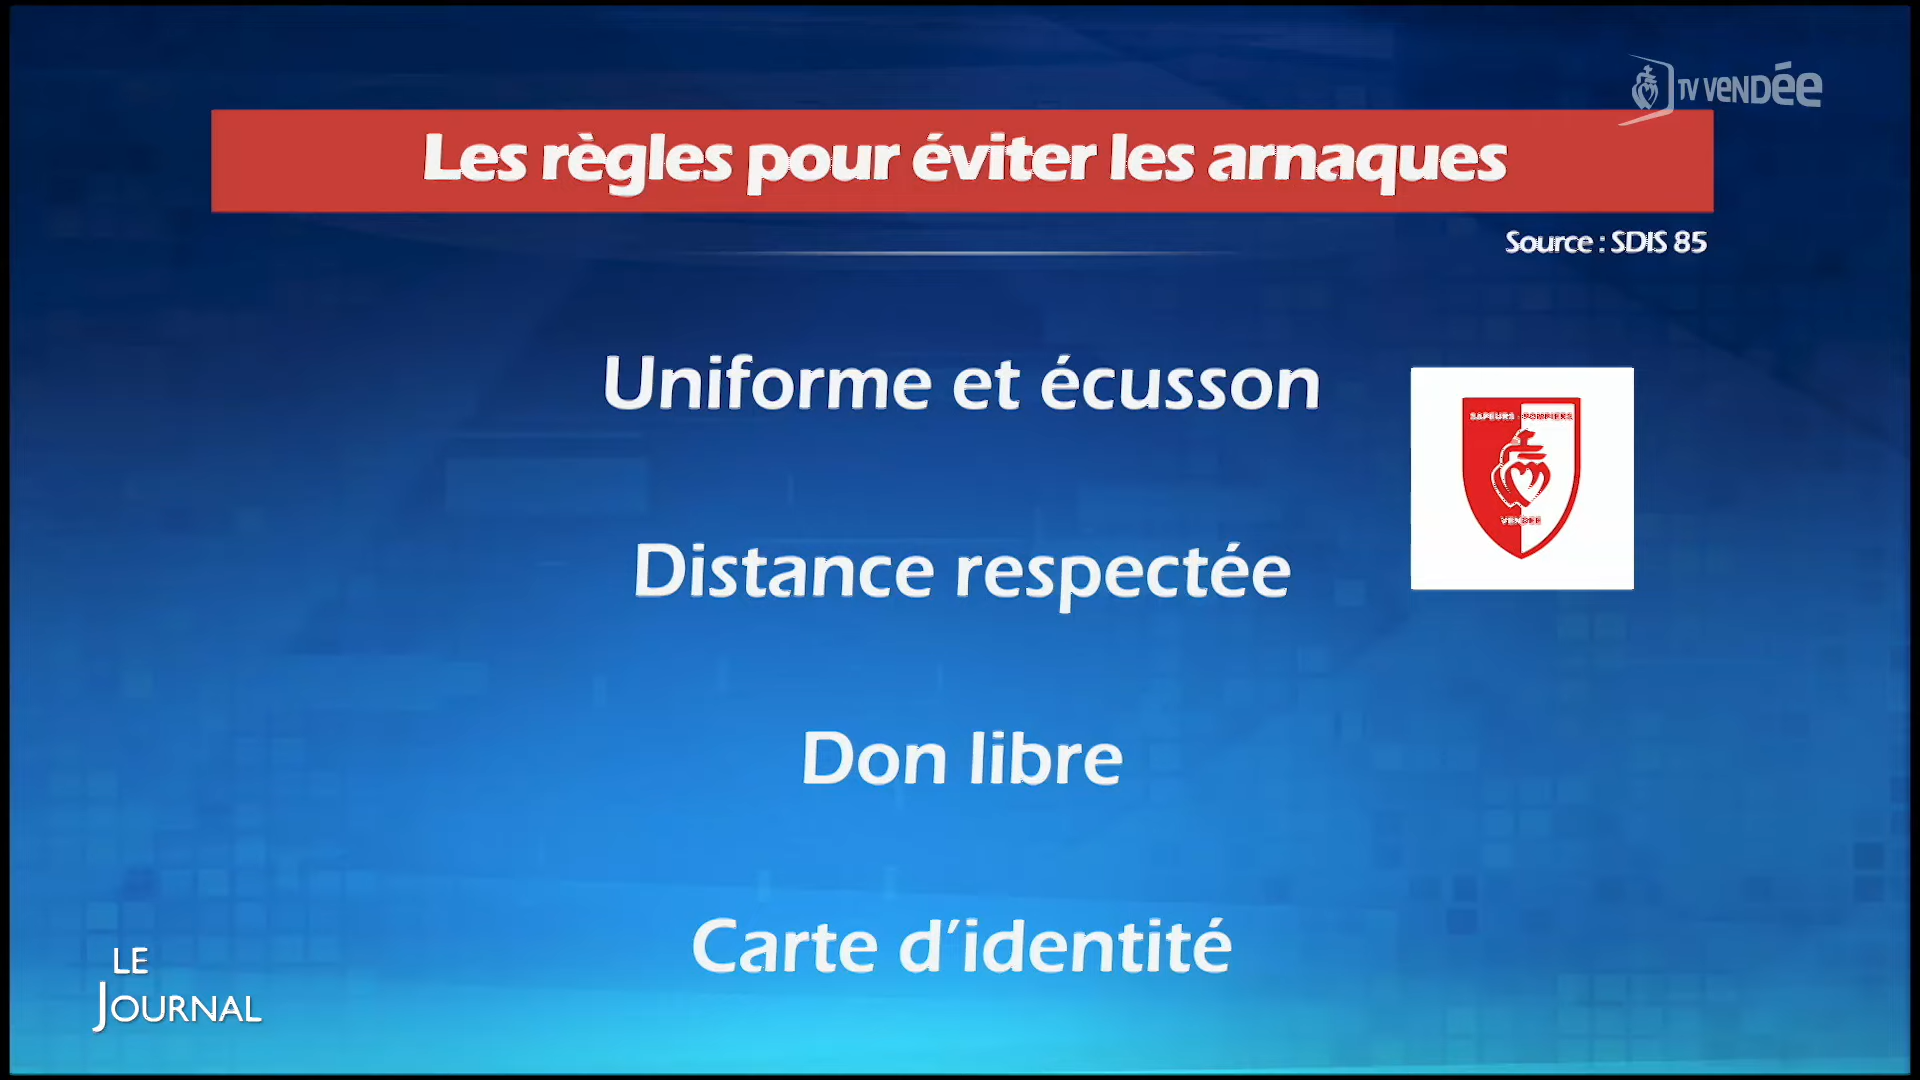 TV VENDÉE
Les règles pour éviter les arnaques
Source : SDIS 85
Uniforme et écusson
SAPEURS - POMPIERS
VENDEE
Distance respectée
Don libre
Carte d'identité
LE
JOURNAL